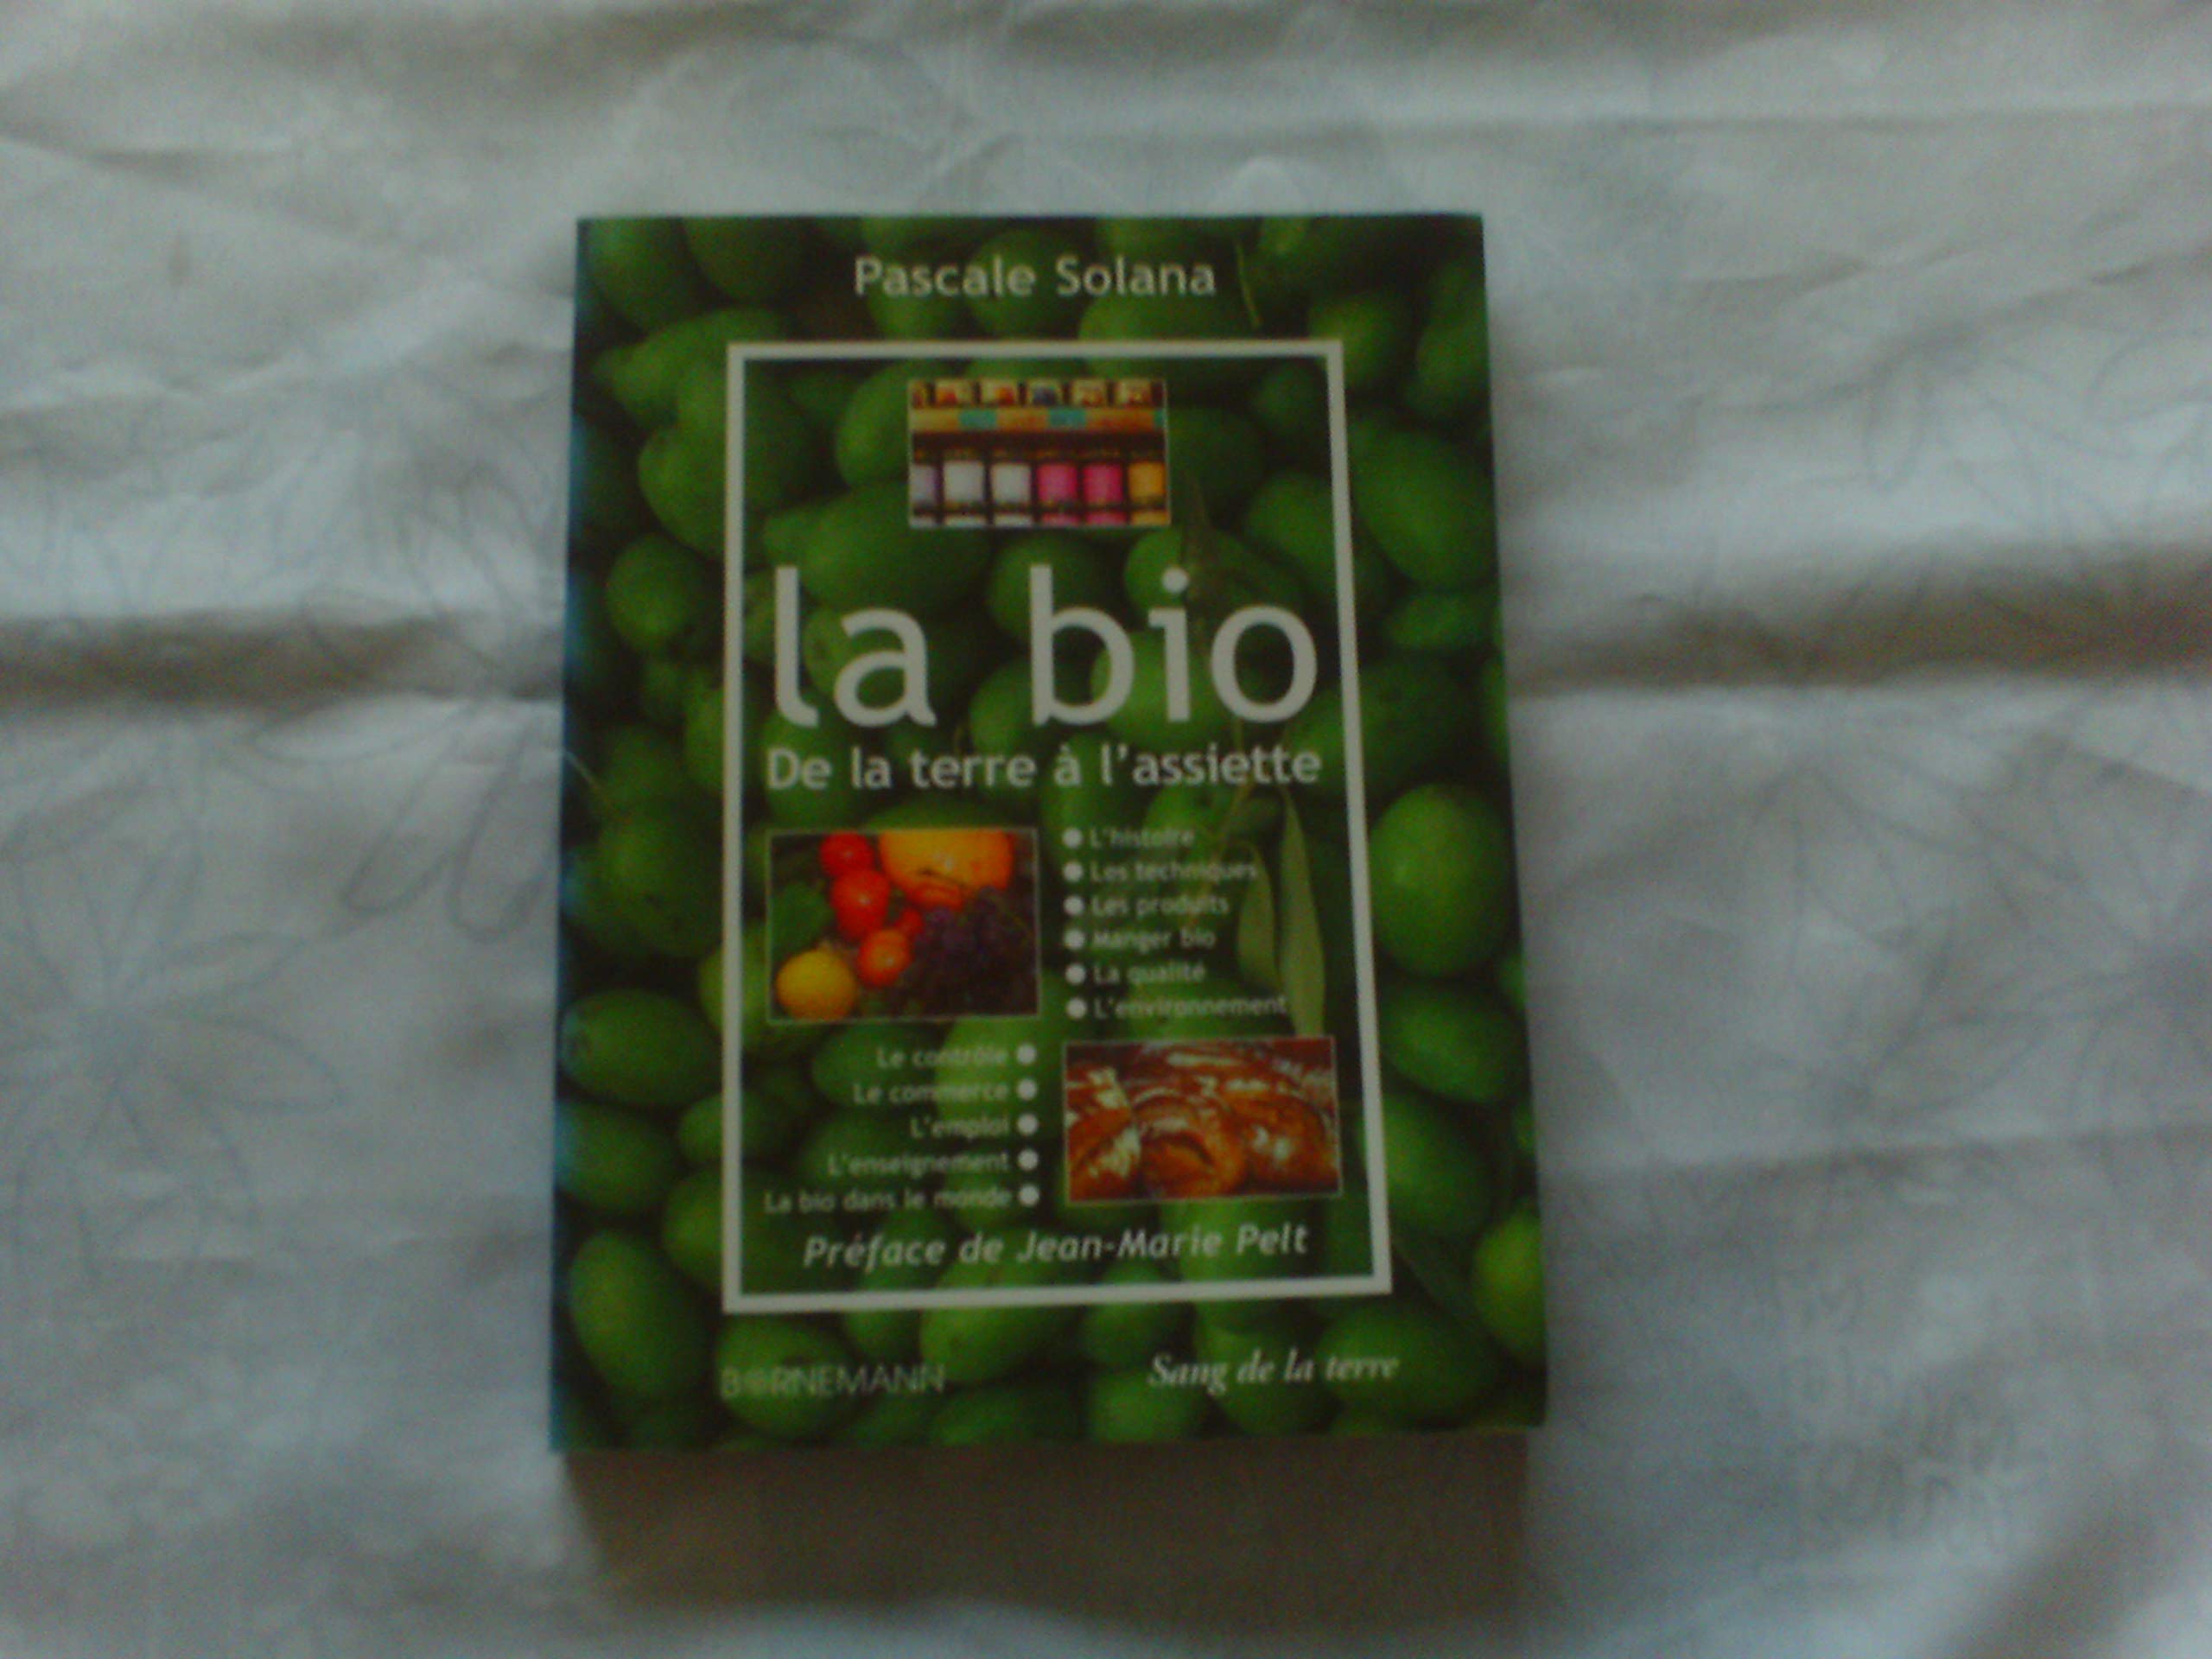 Pascale Solana
la bio
De la terre à l'assiette
● L'histoire
● Les techniques
● Les produits
● Manger bio
● La qualité
● L'environnement
Le contrôle ●
Le commerce ●
L'emploi ●
L'enseignement ●
La bio dans le monde ●
Préface de Jean-Marie Pelt
BORNEMANN
Sang de la terre